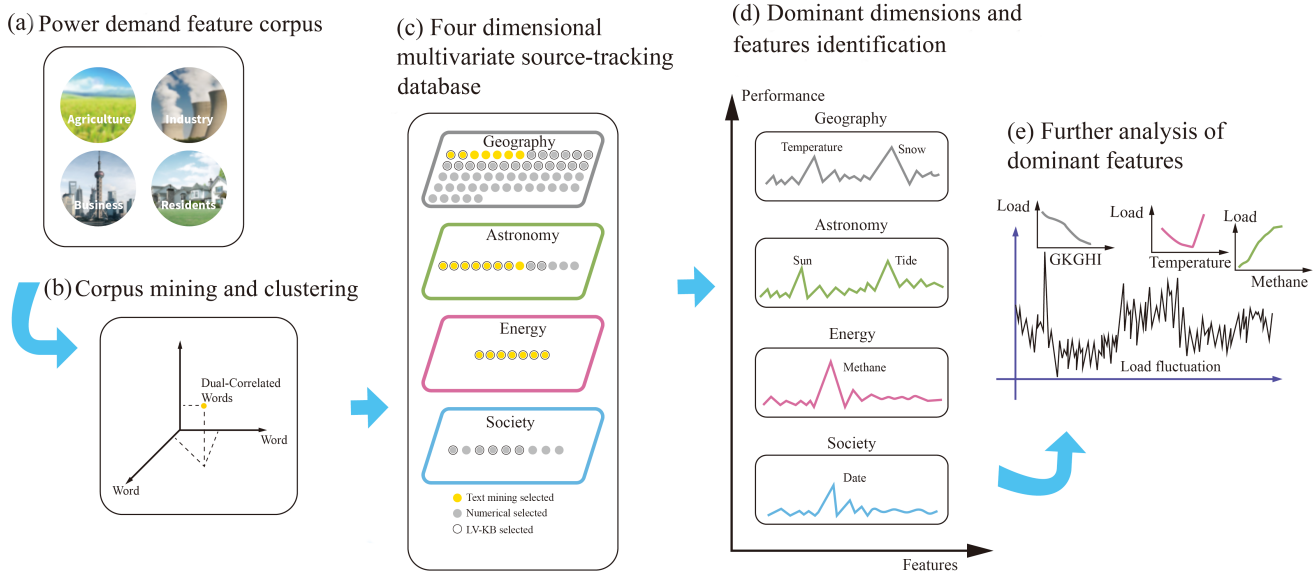 (a) Power demand feature corpus
Agriculture
Industry
Business
Residents
(b) Corpus mining and clustering
Dual-Correlated
Words
Word
Word
(c) Four dimensional
multivariate source-tracking
database
Geography
Astronomy
Energy
Society
Text mining selected
Numerical selected
LV-KB selected
(d) Dominant dimensions and
features identification
Performance
Geography
Temperature
Snow
Astronomy
Sun
Tide
Energy
Methane
Society
Date
Features
(e) Further analysis of
dominant features
Load
Load
GKGHI
Load
Temperature
Load
Methane
Load fluctuation